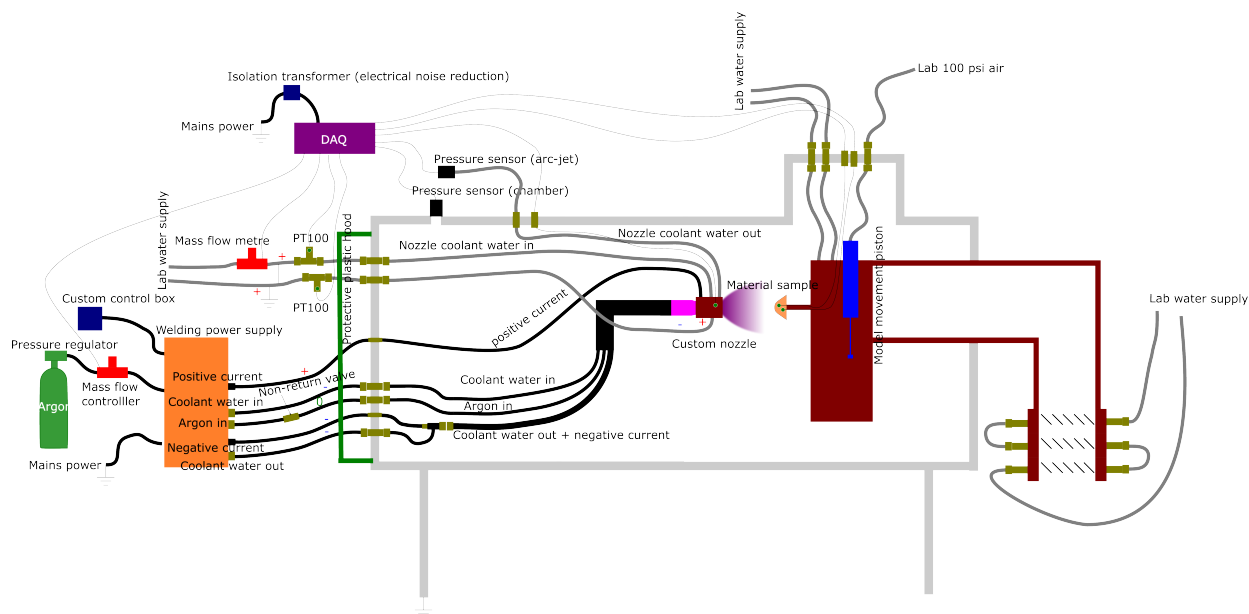 Lab water supply
Lab 100 psi air
Isolation transformer (electrical noise reduction)
Mains power
DAQ
Pressure sensor (arc-jet)
Pressure sensor (chamber)
Lab water supply
Mass flow metre
+
+
PT100
PT100
Protective plastic hood
Nozzle coolant water out
Nozzle coolant water in
Material sample
Model movement piston
Lab water supply
Custom control box
Welding power supply
positive current
-
+
Custom nozzle
Pressure regulator
Mass flow
controlller
Argon
Positive current
+
Non-return valve
Coolant water in
-
Coolant water in
Argon in
0
Argon in
-
Negative current
-
Coolant water out + negative current
Mains power
Coolant water out